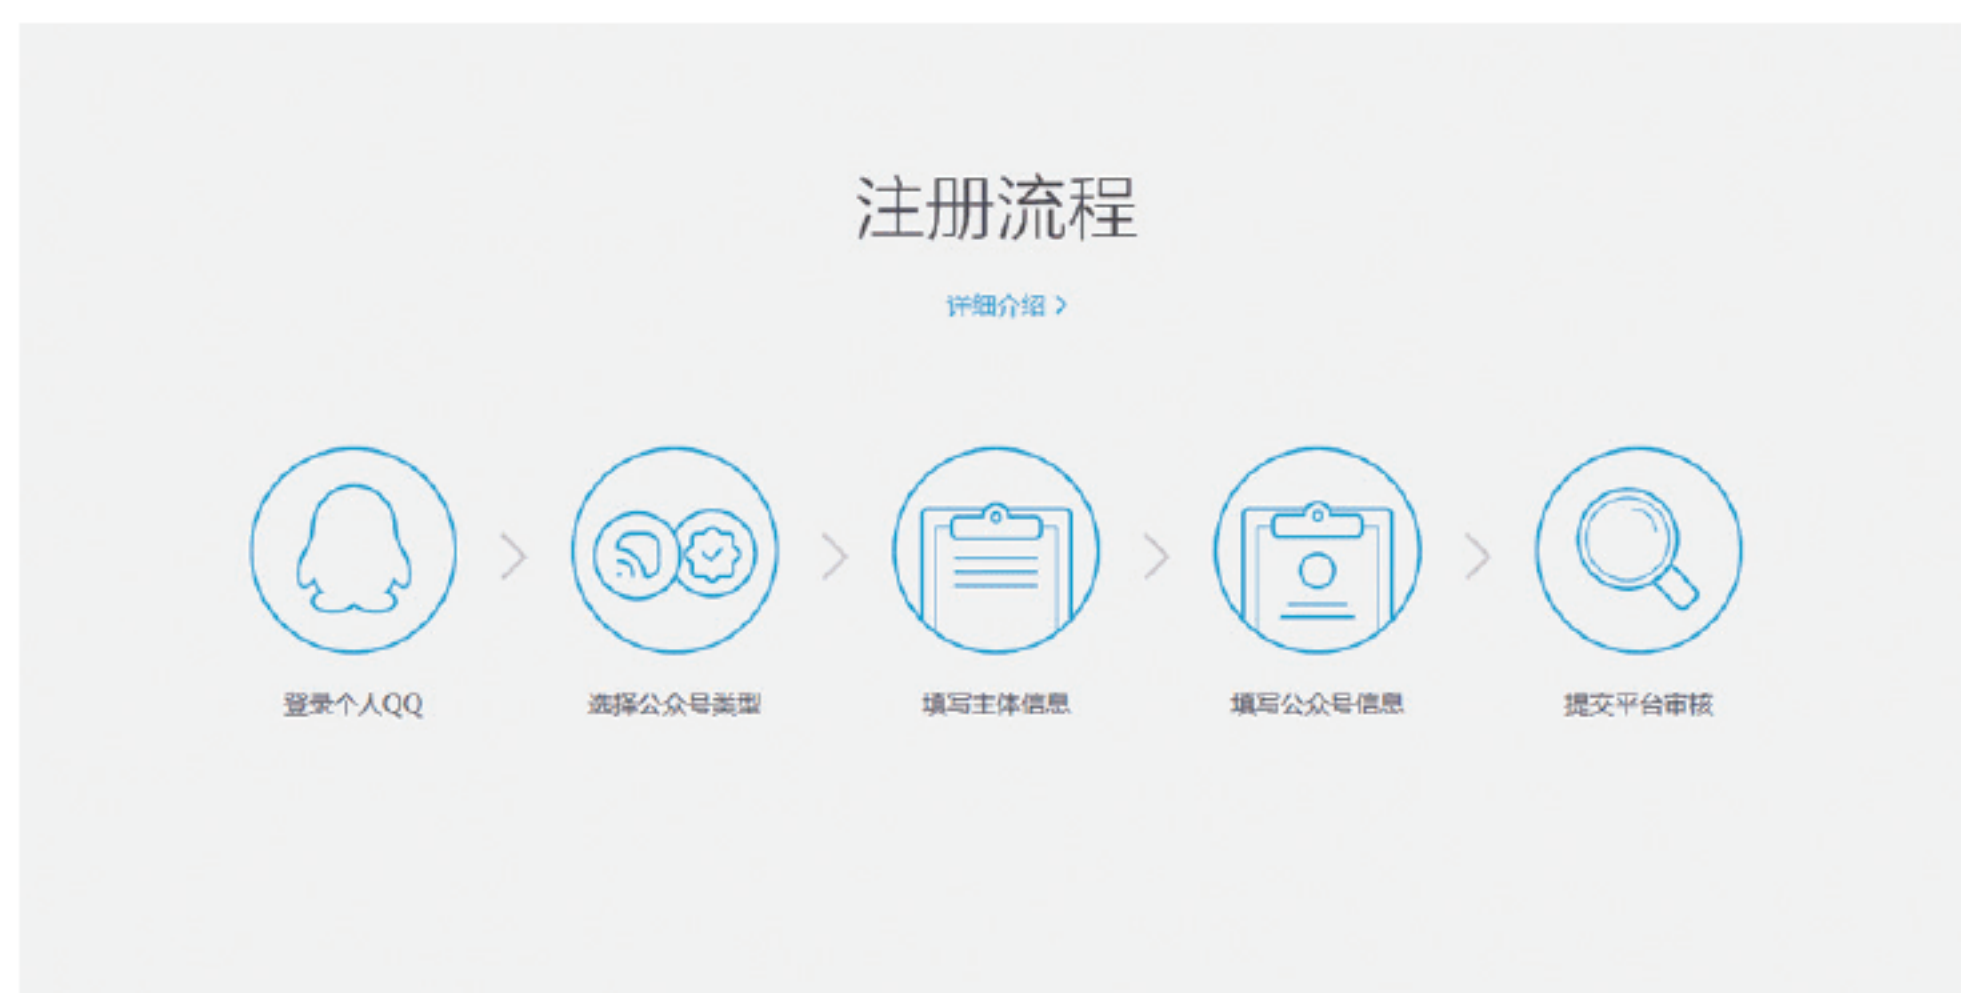 注册流程
详细介绍 >
登录个人QQ
选择公众号类型
填写主体信息
填写公众号信息
提交平台审核